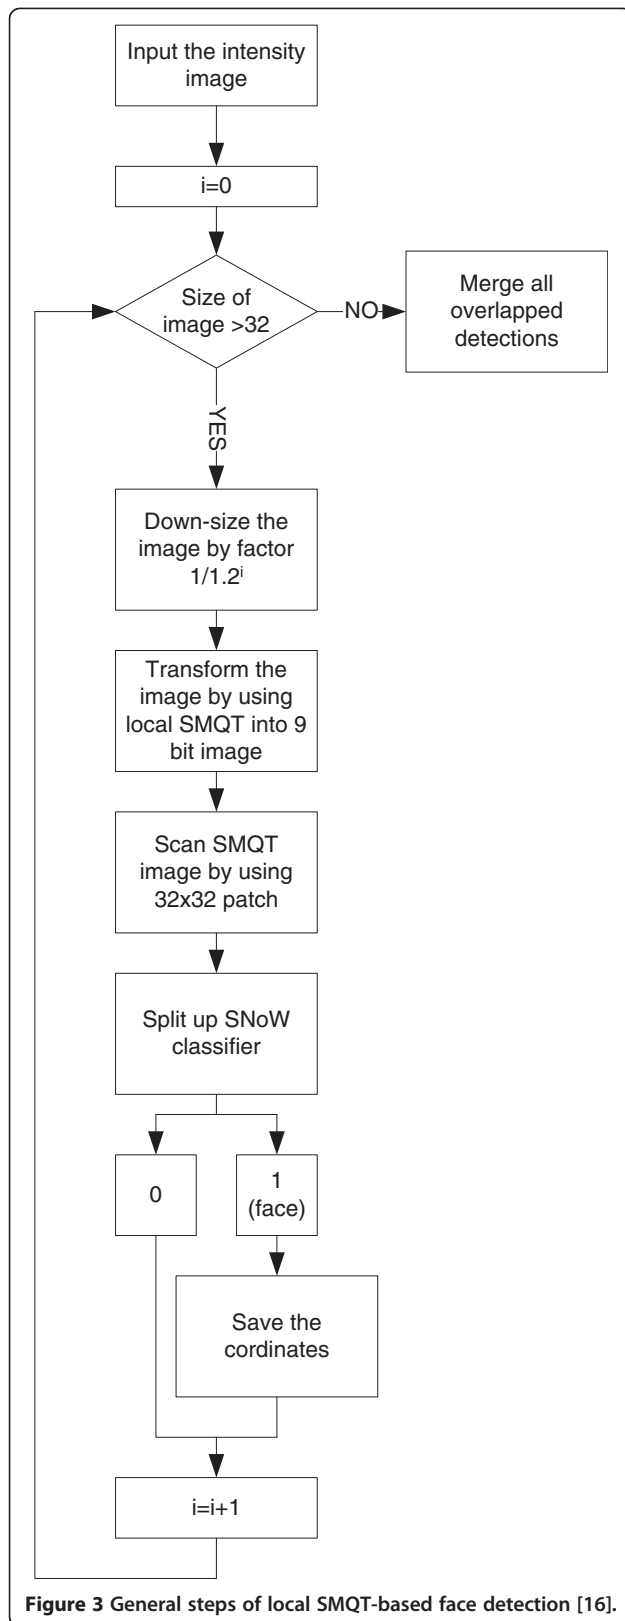 Input the intensity
image
i=0
Size of
image >32
NO
Merge all
overlapped
detections
YES
Down-size the
image by factor
1/1.2ⁱ
Transform the
image by using
local SMQT into 9
bit image
Scan SMQT
image by using
32x32 patch
Split up SNoW
classifier
0
1
(face)
Save the
cordinates
i=i+1
Figure 3 General steps of local SMQT-based face detection [16].